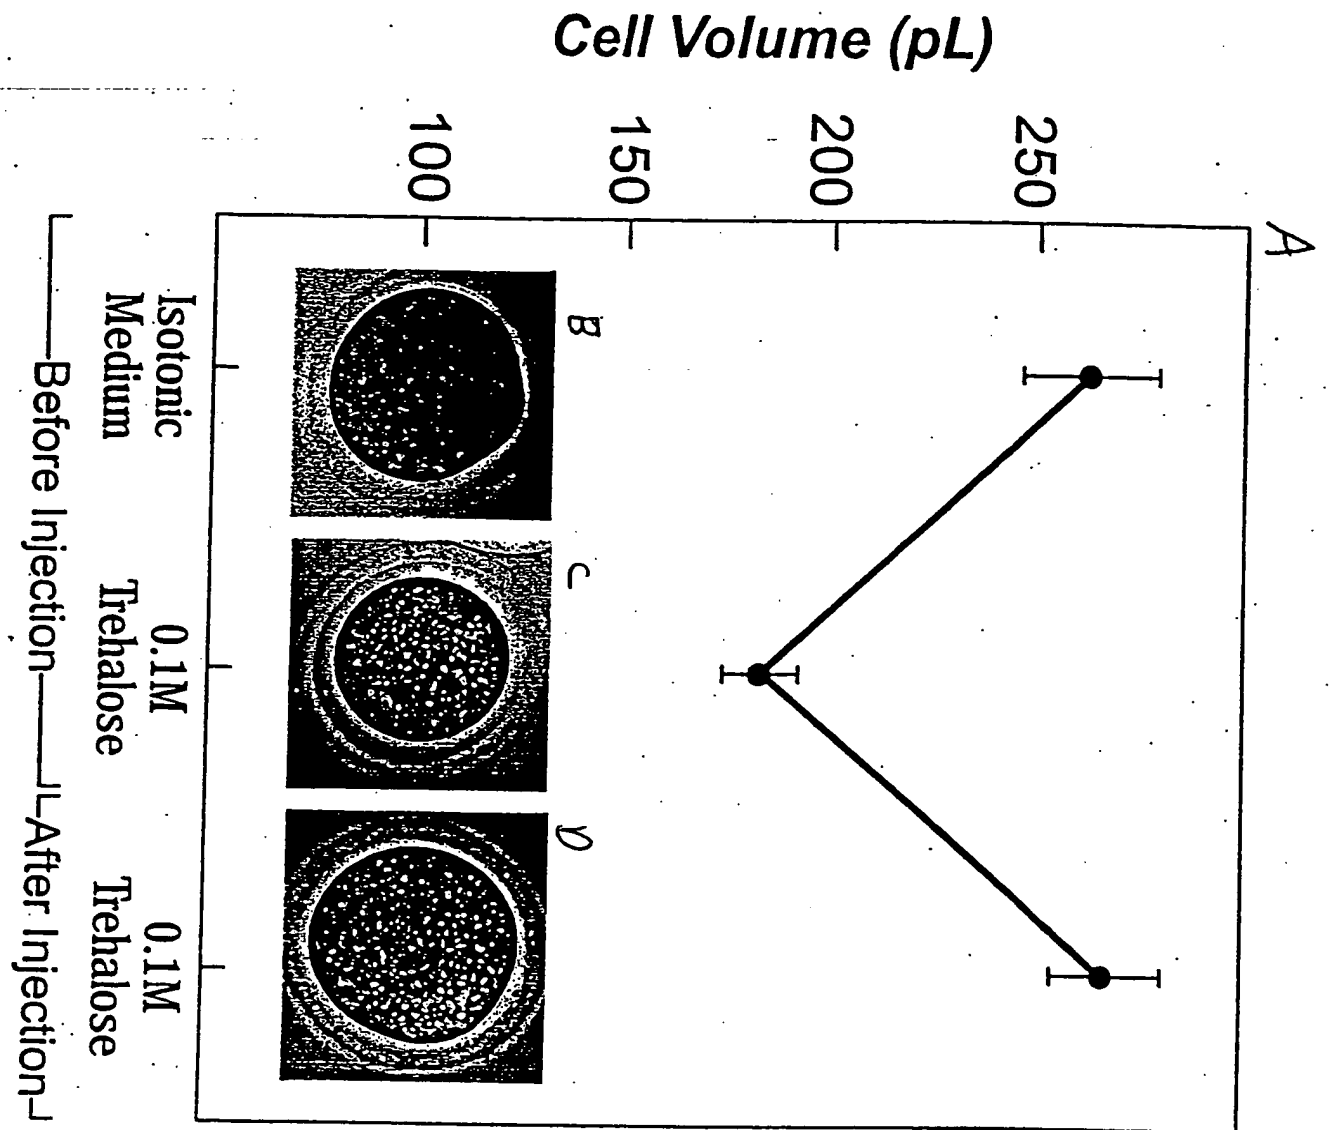 A
Cell Volume (pL)
250
200
150
100
B
C
D
Isotonic
Medium
0.1M
Trehalose
0.1M
Trehalose
Before Injection
After Injection